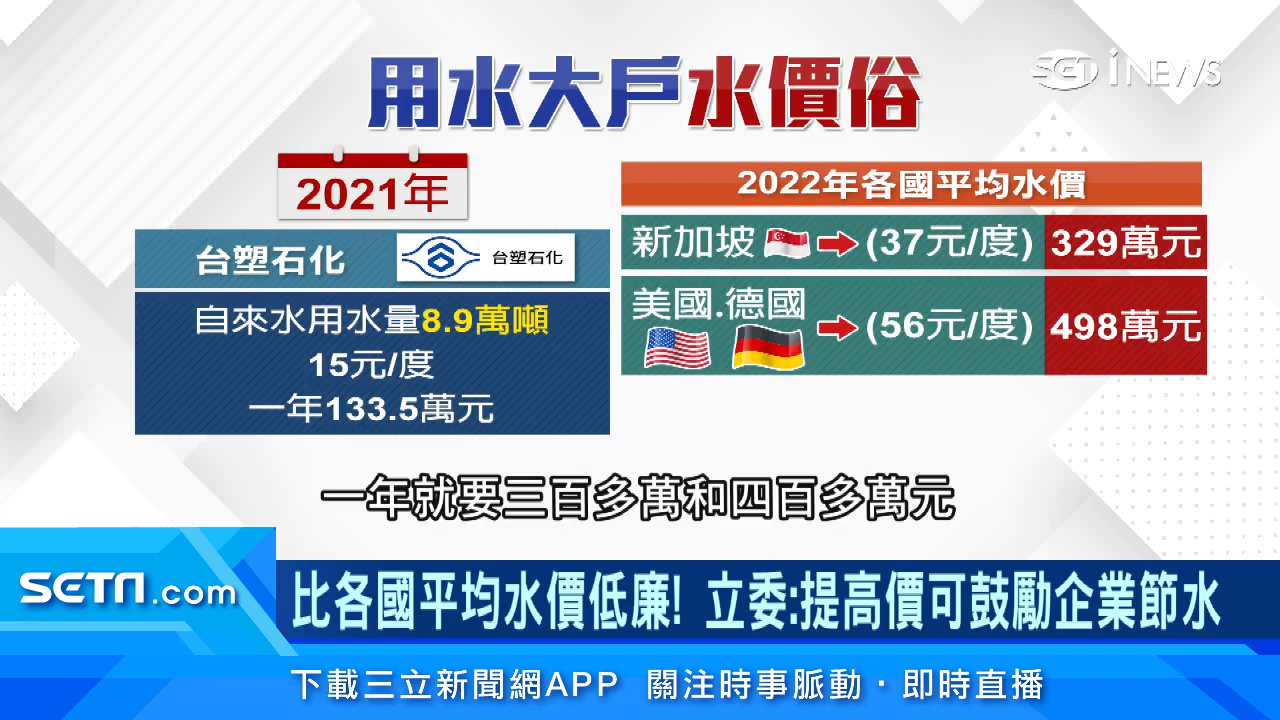 用水大戶水價俗
SET iNEWS
2021年
台塑石化
台塑石化
自來水用水量8.9萬噸
15元/度
一年133.5萬元
2022年各國平均水價
新加坡 (37元/度) 329萬元
美國.德國 (56元/度) 498萬元
一年就要三百多萬和四百多萬元
SETN.com
比各國平均水價低廉! 立委:提高價可鼓勵企業節水
下載三立新聞網APP 關注時事脈動·即時直播